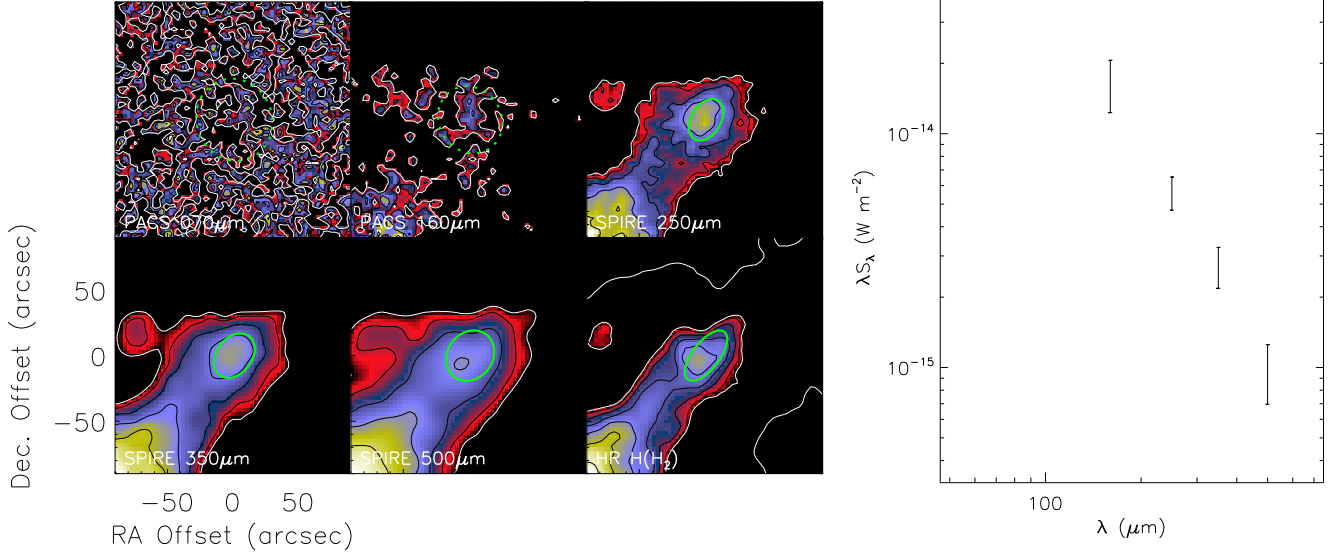 PACS 070μm
PACS 160μm
SPIRE 250μm
SPIRE 350μm
SPIRE 500μm
HR H(H₂)
Dec. Offset (arcsec)
50
0
−50
−50 0 50
RA Offset (arcsec)
λS_λ (W m⁻²)
10⁻¹⁴
10⁻¹⁵
100
λ (μm)